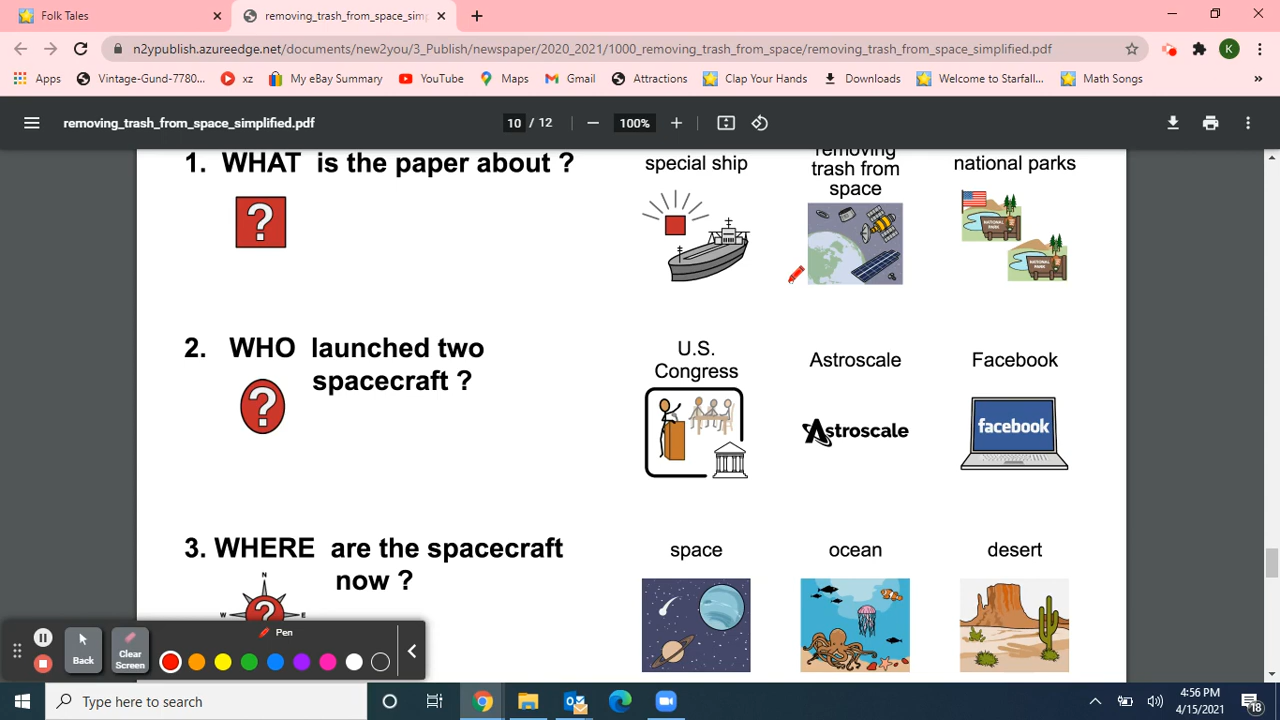 Folk Tales
removing_trash_from_space_sim
n2ypublish.azureedge.net/documents/new2you/3_Publish/newspaper/2020_2021/1000_removing_trash_from_space/removing_trash_from_space_simplified.pdf
K
Apps
Vintage-Gund-7780...
xz
My eBay Summary
YouTube
Maps
Gmail
Attractions
Clap Your Hands
Downloads
Welcome to Starfall...
Math Songs
»
removing_trash_from_space_simplified.pdf
10 / 12
100%
1. WHAT is the paper about ?
?
special ship
removing
trash from
space
national parks
NATIONAL
PARK
NATIONAL
PARK
2. WHO launched two
spacecraft ?
?
U.S.
Congress
Astroscale
Astroscale
Facebook
facebook
3. WHERE are the spacecraft
now ?
N
W ? E
space
ocean
desert
Back
Clear
Screen
Pen
Type here to search
4:56 PM
4/15/2021
18